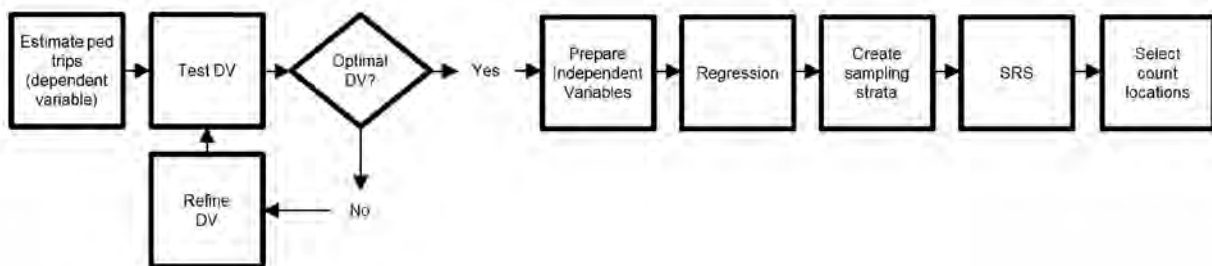 Estimate ped
trips
(dependent
variable)
Test DV
Optimal
DV?
Yes
Prepare
Independent
Variables
Regression
Create
sampling
strata
SRS
Select
count
locations
Refine
DV
No